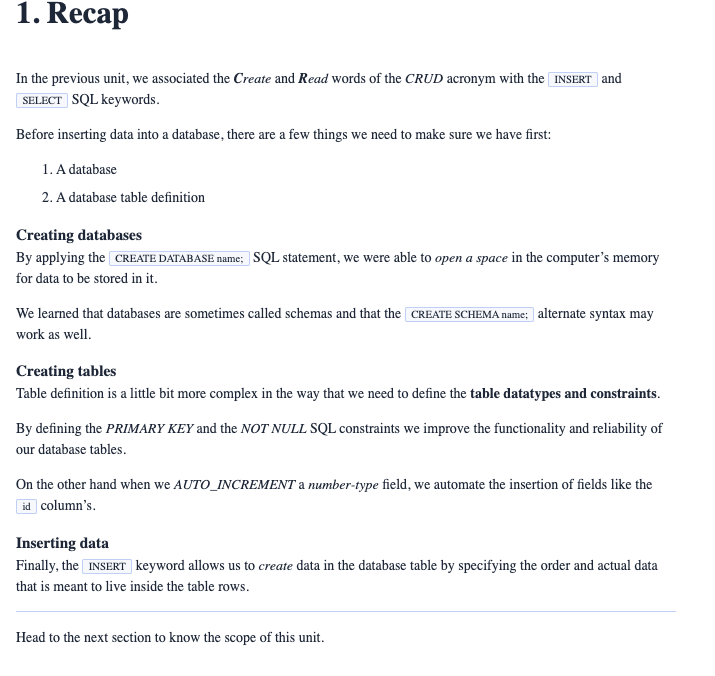 1. Recap
In the previous unit, we associated the Create and Read words of the CRUD acronym with the INSERT and
SELECT SQL keywords.
Before inserting data into a database, there are a few things we need to make sure we have first:
1. A database
2. A database table definition
Creating databases
By applying the CREATE DATABASE name; SQL statement, we were able to open a space in the computer's memory
for data to be stored in it.
We learned that databases are sometimes called schemas and that the CREATE SCHEMA name; alternate syntax may
work as well.
Creating tables
Table definition is a little bit more complex in the way that we need to define the table datatypes and constraints.
By defining the PRIMARY KEY and the NOT NULL SQL constraints we improve the functionality and reliability of
our database tables.
On the other hand when we AUTO_INCREMENT a number-type field, we automate the insertion of fields like the
id column's.
Inserting data
Finally, the INSERT keyword allows us to create data in the database table by specifying the order and actual data
that is meant to live inside the table rows.
Head to the next section to know the scope of this unit.